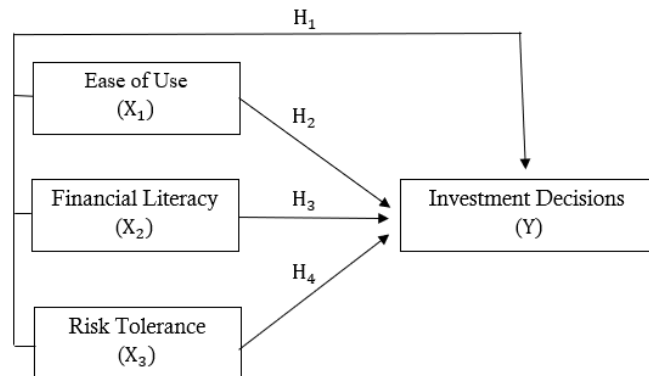 H₁
Ease of Use
(X₁)
H₂
Financial Literacy
(X₂)
H₃
Investment Decisions
(Y)
H₄
Risk Tolerance
(X₃)